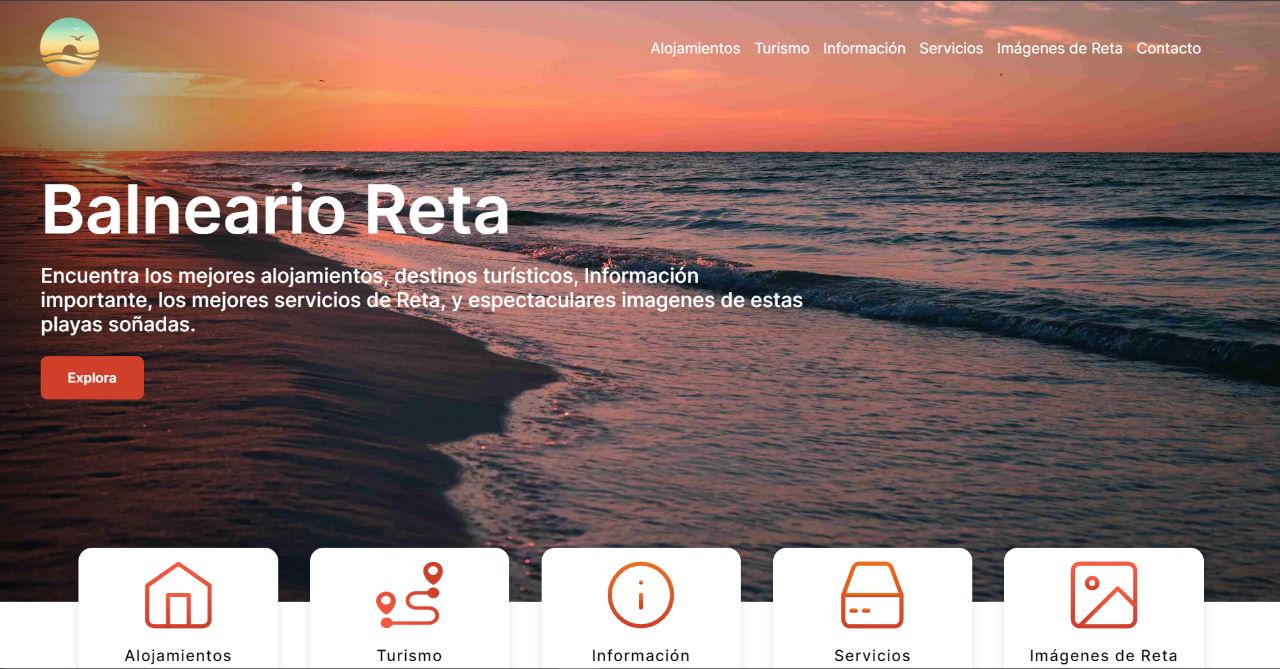 Alojamientos Turismo Información Servicios Imágenes de Reta Contacto
Balneario Reta
Encuentra los mejores alojamientos, destinos turísticos, Información
importante, los mejores servicios de Reta, y espectaculares imagenes de estas
playas soñadas.
Explora
Alojamientos Turismo Información Servicios Imágenes de Reta